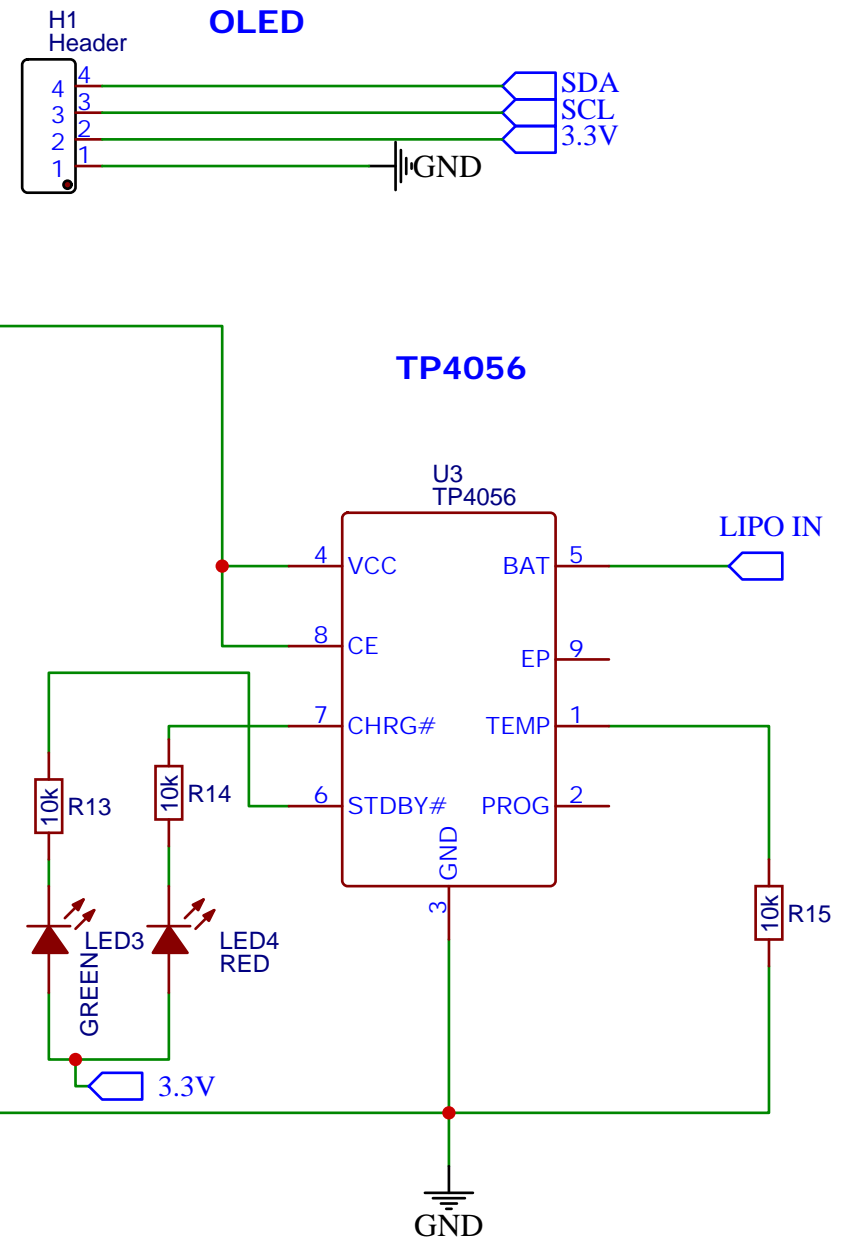 H1
Header
OLED
4 4 SDA
3 3 SCL
2 2 3.3V
1 1 GND
TP4056
U3
TP4056
LIPO IN
4 VCC BAT 5
8 CE EP 9
7 CHRG# TEMP 1
6 STDBY# PROG 2
GND
3
10k R13
10k R14
10k R15
LED3
GREEN
LED4
RED
3.3V
GND